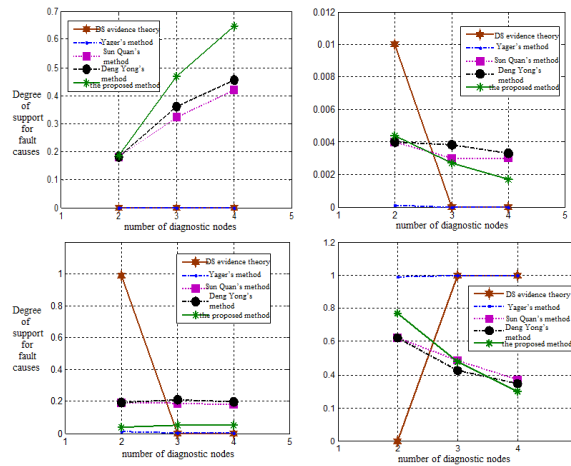 0.7
0.6
0.5
0.4
0.3
0.2
0.1
0
1
2
3
4
5
Degree
of
support
for
fault
causes
number of diagnostic nodes
DS evidence theory
Yager's method
Sun Quan's
method
Deng Yong's
method
the proposed method
0.012
0.010
0.008
0.006
0.004
0.002
0
1
2
3
4
5
number of diagnostic nodes
DS evidence theory
Yager's method
Sun Quan's method
Deng Yong's
method
the proposed method
1
0.8
0.6
0.4
0.2
0
1
2
3
4
5
Degree
of
support
for
fault
causes
number of diagnostic nodes
DS evidence theory
Yager's method
Sun Quan's method
Deng Yong's
method
the proposed method
1.2
1
0.8
0.6
0.4
0.2
0
1
2
3
4
number of diagnostic nodes
DS evidence theory
Yager's method
Sun Quan's method
Deng Yong's
method
the proposed method